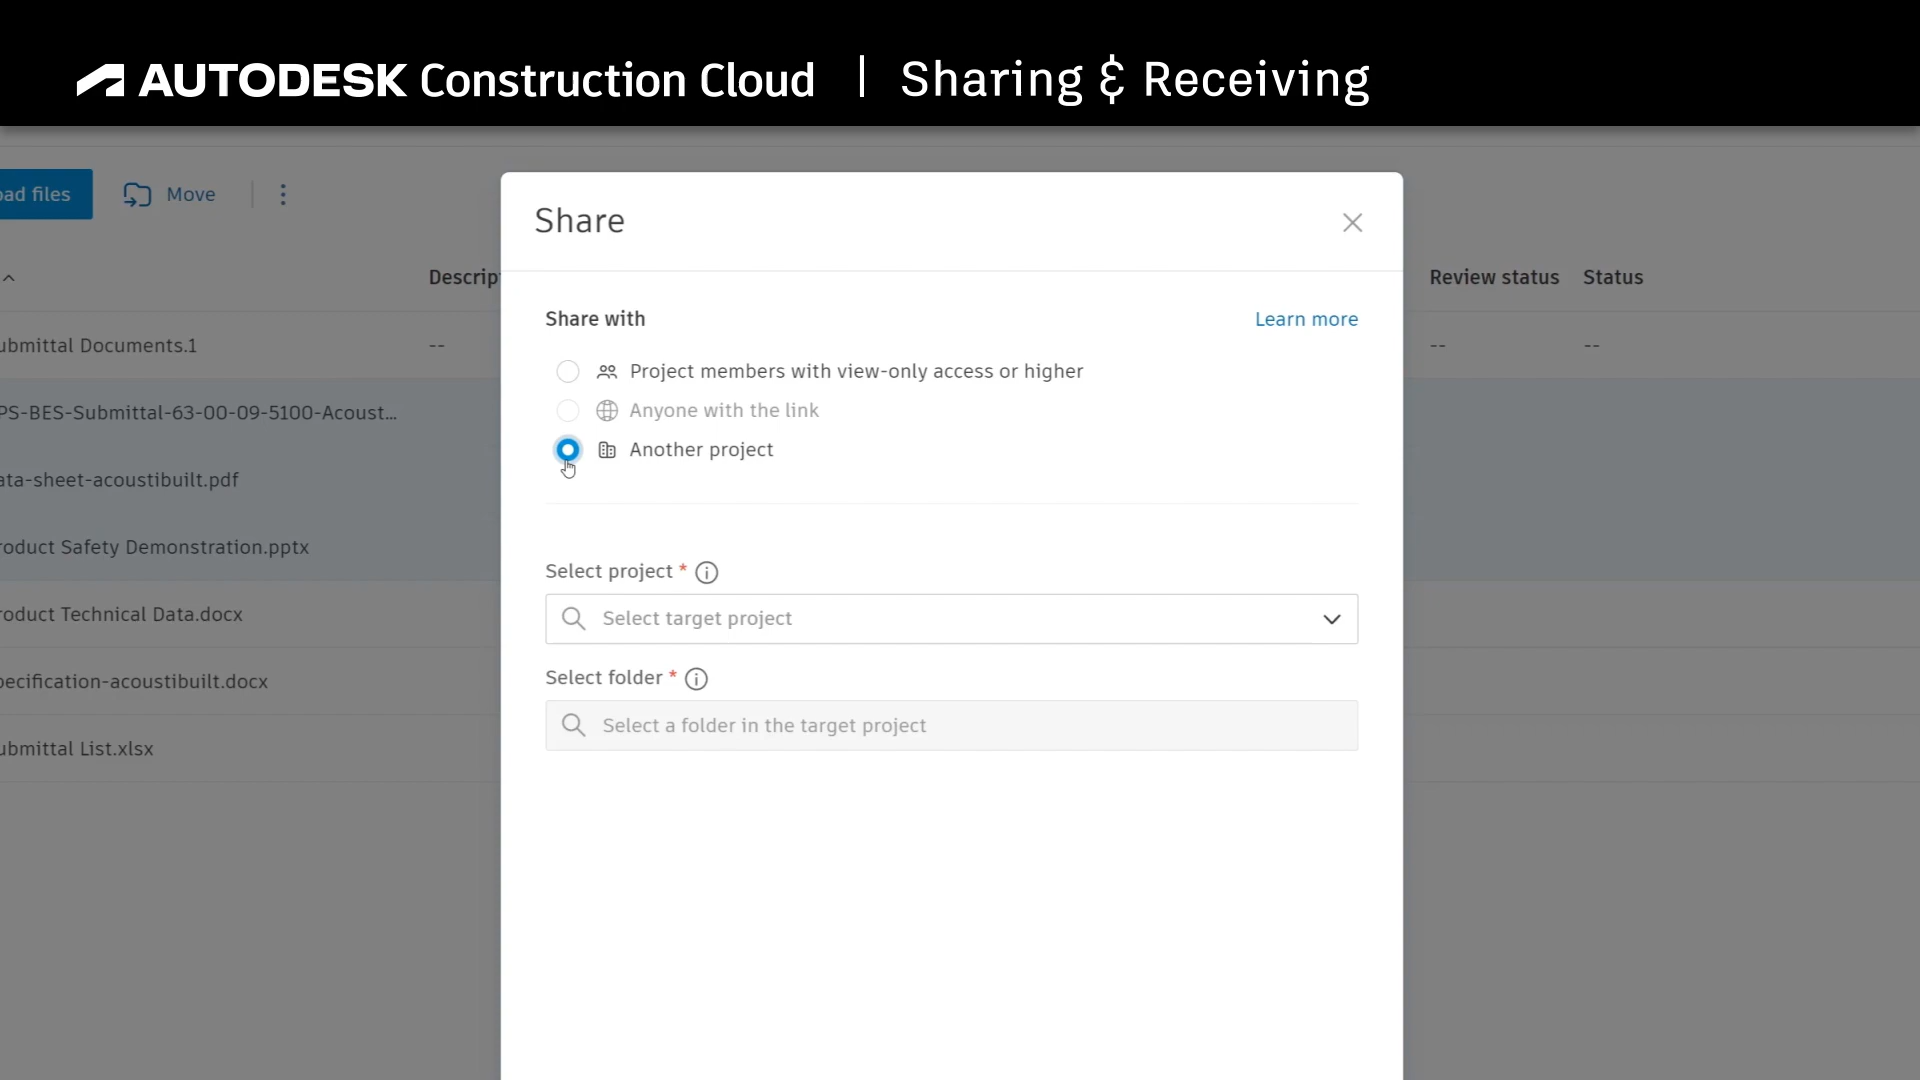 AUTODESK Construction Cloud | Sharing & Receiving
oad files
Move
Share
Descrip
Review status
Status
Share with
Learn more
ubmittal Documents.1
--
--
--
Project members with view-only access or higher
PS-BES-Submittal-63-00-09-5100-Acoust...
Anyone with the link
Another project
ata-sheet-acoustibuilt.pdf
roduct Safety Demonstration.pptx
Select project *
roduct Technical Data.docx
Select target project
pecification-acoustibuilt.docx
Select folder *
Select a folder in the target project
ubmittal List.xlsx